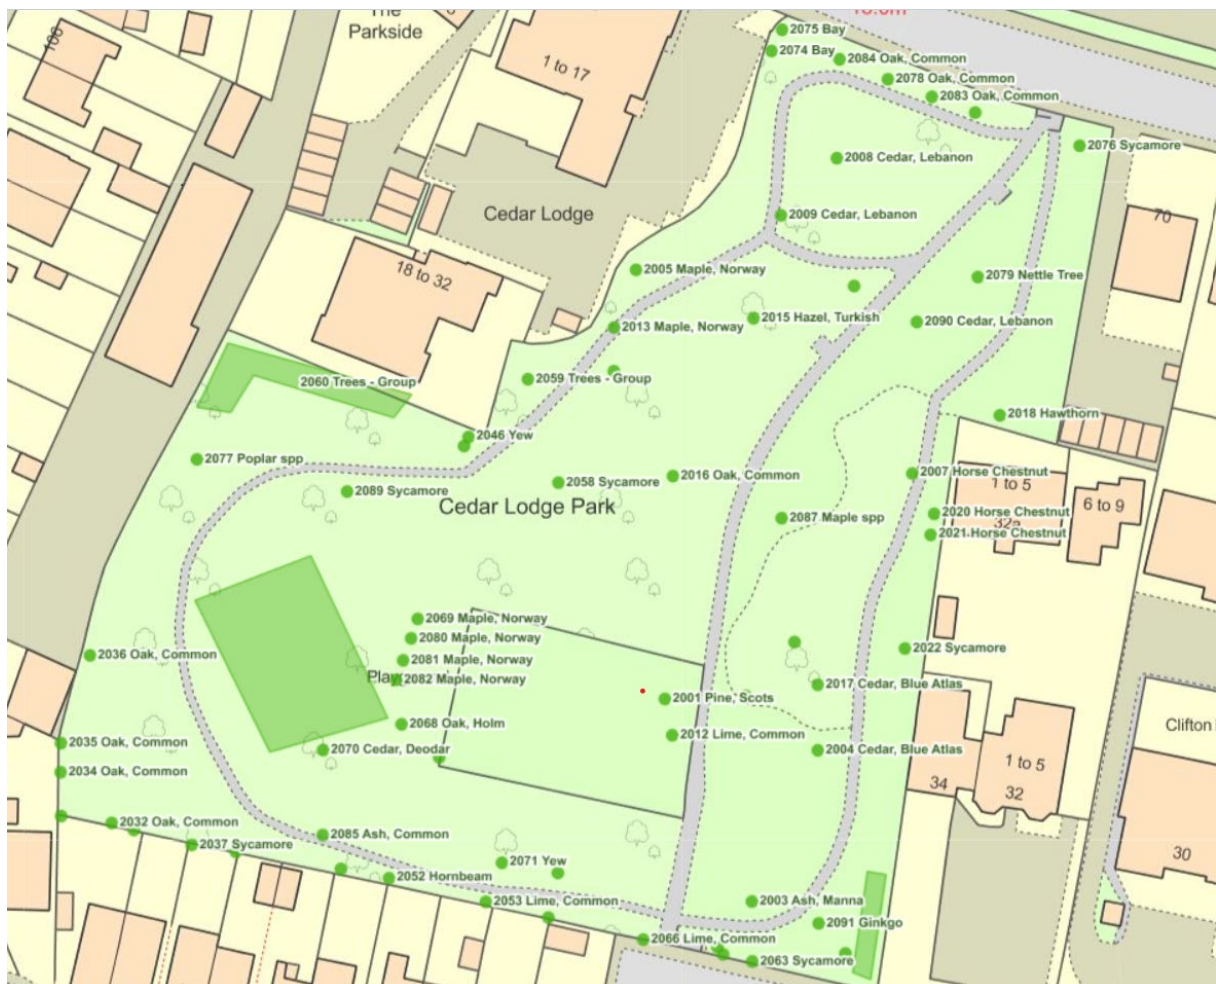 The
Parkside
100
1 to 17
2075 Bay
2074 Bay
2084 Oak, Common
2078 Oak, Common
2083 Oak, Common
2076 Sycamore
2008 Cedar, Lebanon
Cedar Lodge
2009 Cedar, Lebanon
70
18 to 32
2005 Maple, Norway
2079 Nettle Tree
2013 Maple, Norway
2015 Hazel, Turkish
2090 Cedar, Lebanon
2060 Trees - Group
2059 Trees - Group
2018 Hawthorn
2046 Yew
2077 Poplar spp
2089 Sycamore
2058 Sycamore
2016 Oak, Common
2007 Horse Chestnut
1 to 5
32a
6 to 9
Cedar Lodge Park
2087 Maple spp
2020 Horse Chestnut
2021 Horse Chestnut
2069 Maple, Norway
2080 Maple, Norway
2036 Oak, Common
2081 Maple, Norway
2022 Sycamore
Play
2082 Maple, Norway
2017 Cedar, Blue Atlas
2001 Pine, Scots
2068 Oak, Holm
2012 Lime, Common
Clifton
2035 Oak, Common
2070 Cedar, Deodar
2004 Cedar, Blue Atlas
1 to 5
32
34
2034 Oak, Common
2032 Oak, Common
2085 Ash, Common
2037 Sycamore
30
2071 Yew
2052 Hornbeam
2053 Lime, Common
2003 Ash, Manna
2091 Ginkgo
2066 Lime, Common
2063 Sycamore